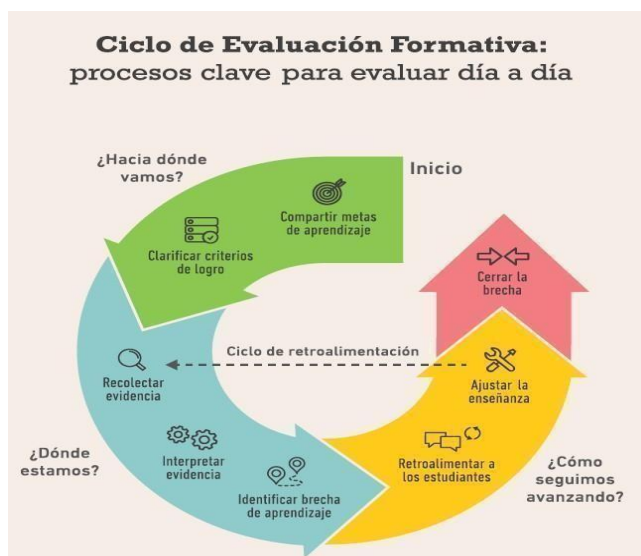 Ciclo de Evaluación Formativa:
procesos clave para evaluar día a día
¿Hacia dónde
vamos?
Inicio
Compartir metas
de aprendizaje
Clarificar criterios
de logro
Cerrar la
brecha
Ciclo de retroalimentación
Recolectar
evidencia
Ajustar la
enseñanza
¿Dónde
estamos?
Interpretar
evidencia
Identificar brecha
de aprendizaje
Retroalimentar a
los estudiantes
¿Cómo
seguimos
avanzando?